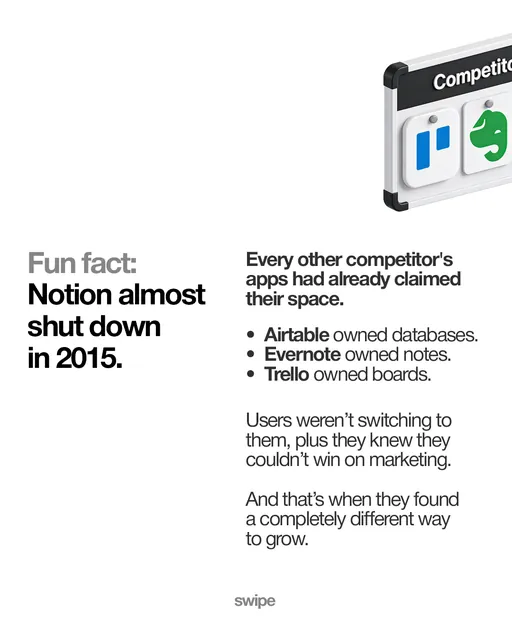 Competito
Fun fact:
Notion almost
shut down
in 2015.
Every other competitor's
apps had already claimed
their space.
• Airtable owned databases.
• Evernote owned notes.
• Trello owned boards.
Users weren’t switching to
them, plus they knew they
couldn’t win on marketing.
And that’s when they found
a completely different way
to grow.
swipe